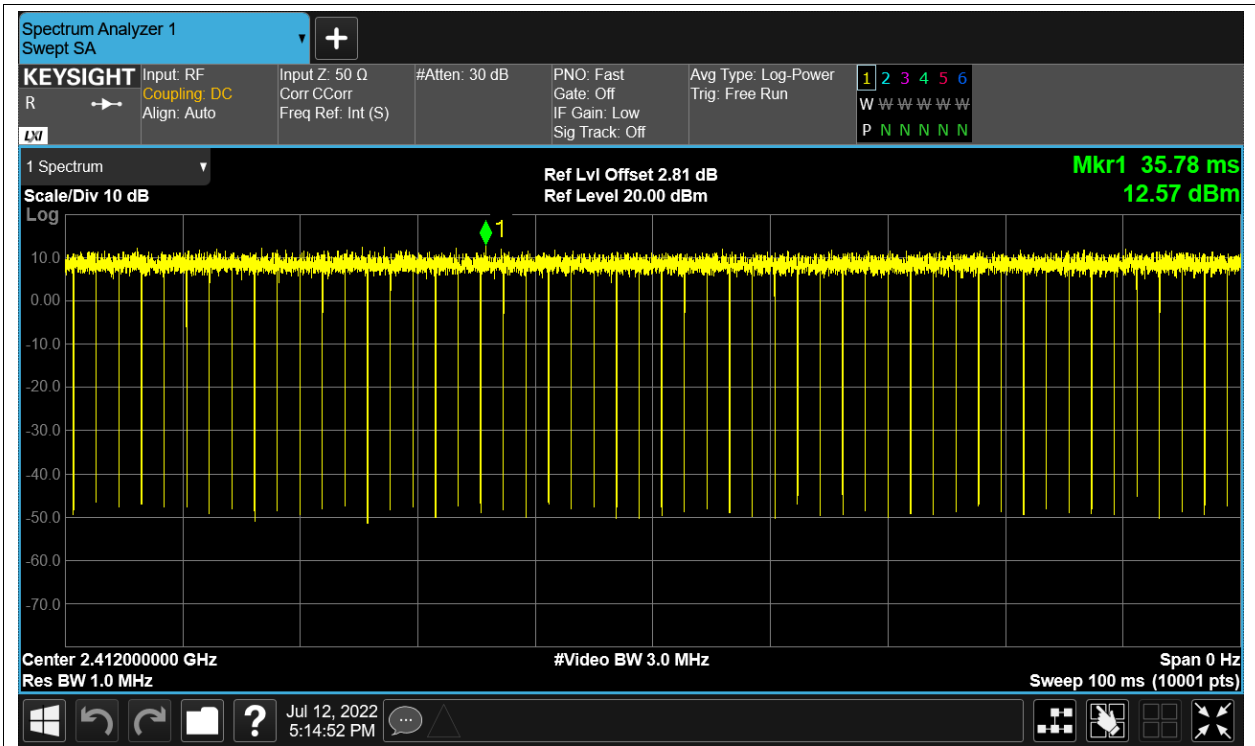 Spectrum Analyzer 1
Swept SA
KEYSIGHT
R
LXI
Input: RF
Coupling: DC
Align: Auto
Input Z: 50 Ω
Corr CCorr
Freq Ref: Int (S)
#Atten: 30 dB
PNO: Fast
Gate: Off
IF Gain: Low
Sig Track: Off
Avg Type: Log-Power
Trig: Free Run
1 2 3 4 5 6
W W W W W W
P N N N N N
1 Spectrum
Scale/Div 10 dB
Log
Ref Lvl Offset 2.81 dB
Ref Level 20.00 dBm
Mkr1 35.78 ms
12.57 dBm
1
10.0
0.00
-10.0
-20.0
-30.0
-40.0
-50.0
-60.0
-70.0
Center 2.412000000 GHz
Res BW 1.0 MHz
#Video BW 3.0 MHz
Span 0 Hz
Sweep 100 ms (10001 pts)
?
Jul 12, 2022
5:14:52 PM